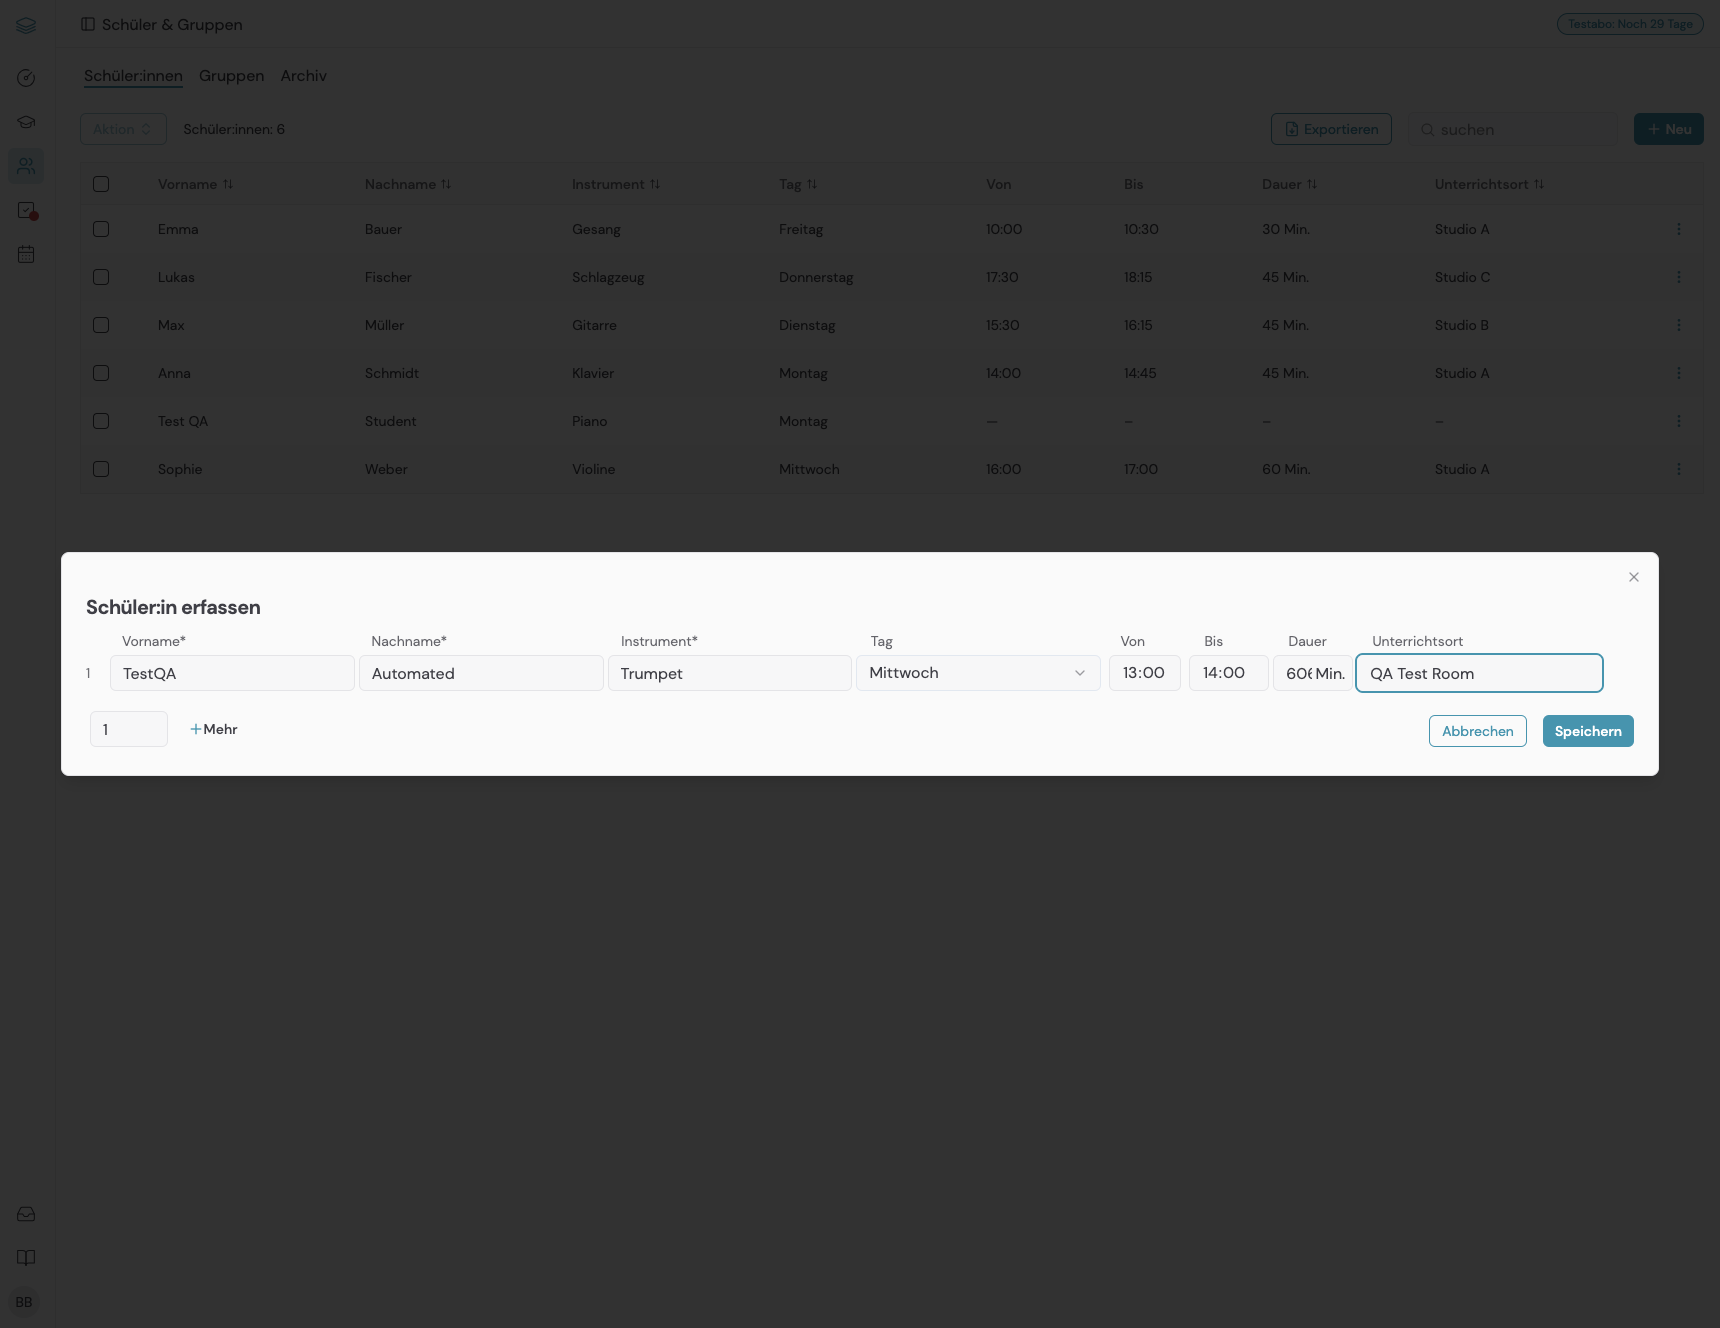 Schüler & Gruppen
Testabo: Noch 29 Tage
Schüler:innen Gruppen Archiv
Aktion Schüler:innen: 6 Exportieren suchen Neu
Vorname Nachname Instrument Tag Von Bis Dauer Unterrichtsort
Emma Bauer Gesang Freitag 10:00 10:30 30 Min. Studio A
Lukas Fischer Schlagzeug Donnerstag 17:30 18:15 45 Min. Studio C
Max Müller Gitarre Dienstag 15:30 16:15 45 Min. Studio B
Anna Schmidt Klavier Montag 14:00 14:45 45 Min. Studio A
Test QA Student Piano Montag — – – –
Sophie Weber Violine Mittwoch 16:00 17:00 60 Min. Studio A
Schüler:in erfassen
Vorname* Nachname* Instrument* Tag Von Bis Dauer Unterrichtsort
1 TestQA Automated Trumpet Mittwoch 13:00 14:00 Min. QA Test Room
1 +Mehr Abbrechen Speichern
BB